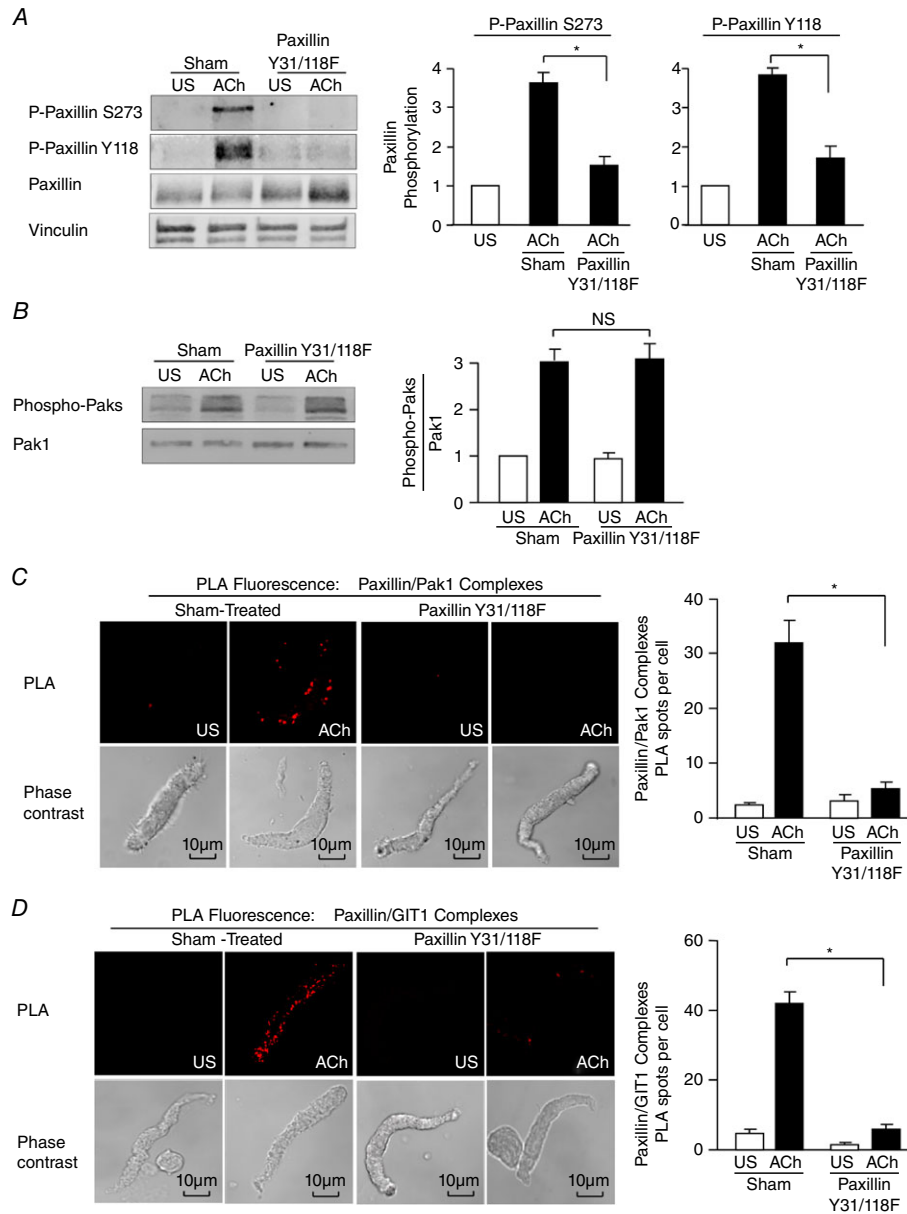 A
Sham
Paxillin
Y31/118F
US ACh US ACh
P-Paxillin S273
P-Paxillin Y118
Paxillin
Vinculin
P-Paxillin S273
*
Paxillin
Phosphorylation
4
3
2
1
0
US ACh ACh
Sham Paxillin
Y31/118F
P-Paxillin Y118
*
4
3
2
1
0
US ACh ACh
Sham Paxillin
Y31/118F
B
Sham Paxillin Y31/118F
US ACh US ACh
Phospho-Paks
Pak1
NS
Phospho-Paks
Pak1
3
2
1
0
US ACh US ACh
Sham Paxillin Y31/118F
C
PLA Fluorescence: Paxillin/Pak1 Complexes
Sham-Treated Paxillin Y31/118F
PLA
US ACh US ACh
Phase
contrast
10μm 10μm 10μm 10μm
*
Paxillin/Pak1 Complexes
PLA spots per cell
40
30
20
10
0
US ACh US ACh
Sham Paxillin
Y31/118F
D
PLA Fluorescence: Paxillin/GIT1 Complexes
Sham -Treated Paxillin Y31/118F
PLA
US ACh US ACh
Phase
contrast
10μm 10μm 10μm 10μm
*
Paxillin/GIT1 Complexes
PLA spots per cell
60
40
20
0
US ACh US ACh
Sham Paxillin
Y31/118F